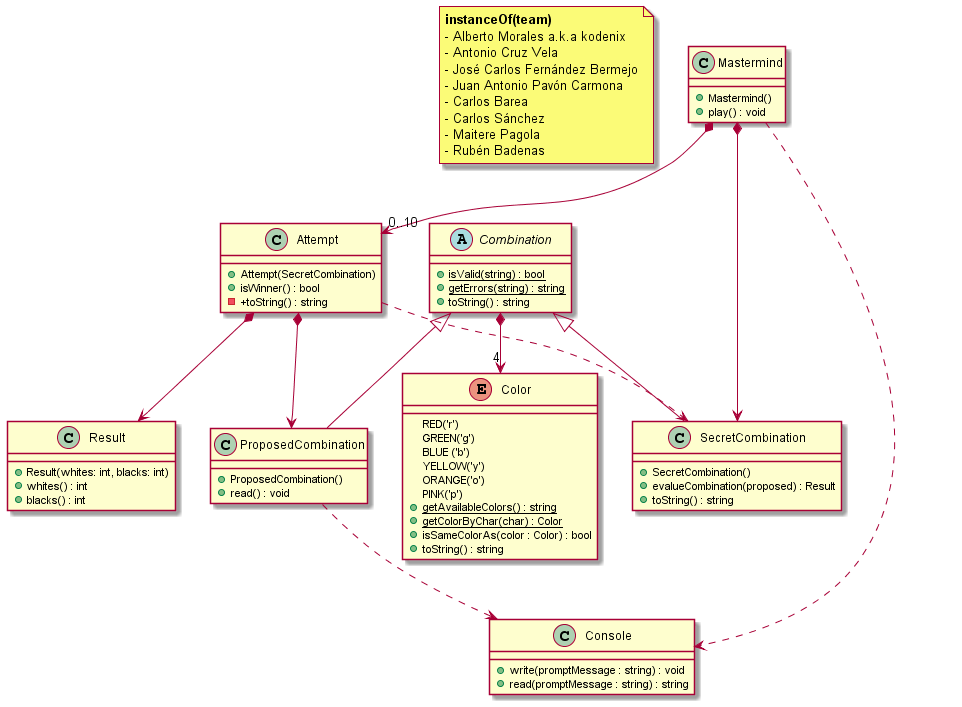 instanceOf(team)
- Alberto Morales a.k.a kodenix
- Antonio Cruz Vela
- José Carlos Fernández Bermejo
- Juan Antonio Pavón Carmona
- Carlos Barea
- Carlos Sánchez
- Maitere Pagola
- Rubén Badenas
C Mastermind
Mastermind()
play() : void
0..10
C Attempt
Attempt(SecretCombination)
isWinner() : bool
+toString() : string
A Combination
isValid(string) : bool
getErrors(string) : string
toString() : string
4
C Result
Result(whites: int, blacks: int)
whites() : int
blacks() : int
C ProposedCombination
ProposedCombination()
read() : void
E Color
RED('r')
GREEN('g')
BLUE ('b')
YELLOW('y')
ORANGE('o')
PINK('p')
getAvailableColors() : string
getColorByChar(char) : Color
isSameColorAs(color : Color) : bool
toString() : string
C SecretCombination
SecretCombination()
evalueCombination(proposed) : Result
toString() : string
C Console
write(promptMessage : string) : void
read(promptMessage : string) : string